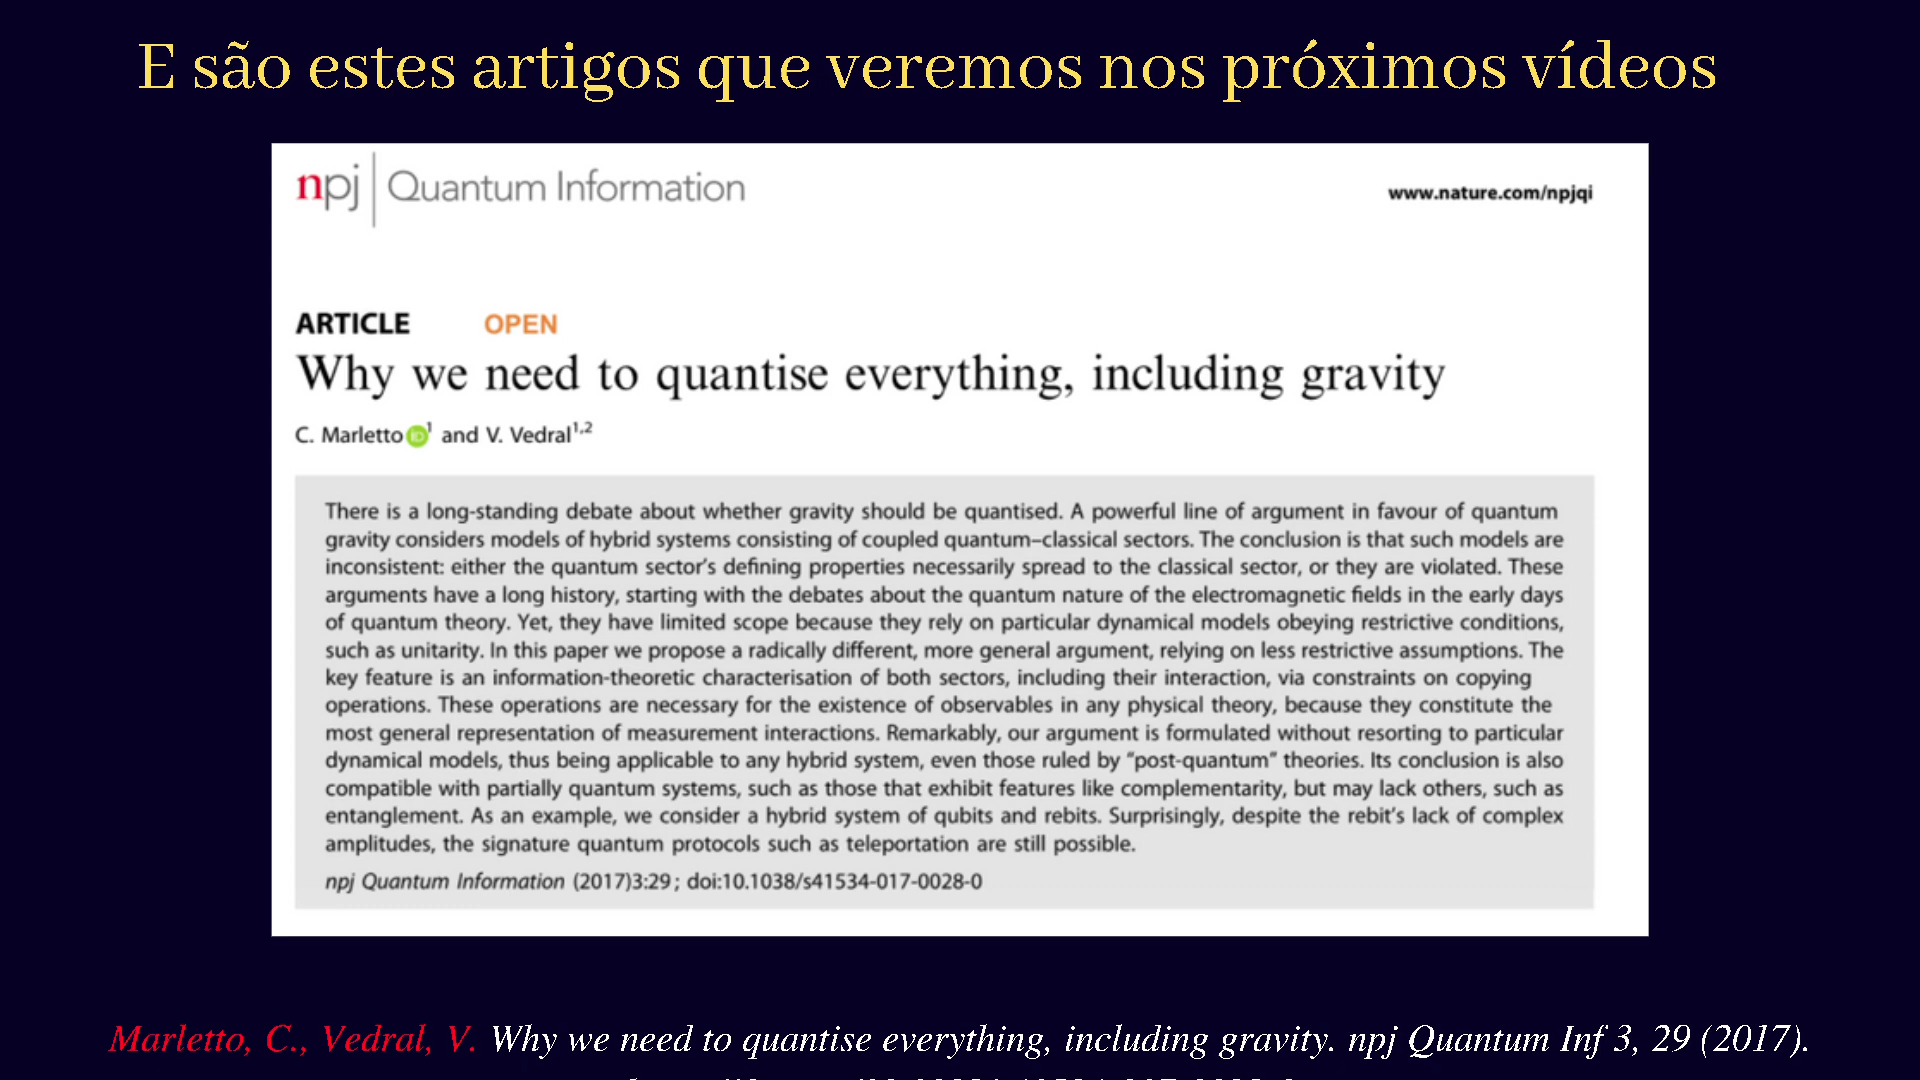 E são estes artigos que veremos nos próximos vídeos
npj Quantum Information
www.nature.com/npjqi
ARTICLE OPEN
Why we need to quantise everything, including gravity
C. Marletto iD 1 and V. Vedral1,2
There is a long-standing debate about whether gravity should be quantised. A powerful line of argument in favour of quantum
gravity considers models of hybrid systems consisting of coupled quantum–classical sectors. The conclusion is that such models are
inconsistent: either the quantum sector's defining properties necessarily spread to the classical sector, or they are violated. These
arguments have a long history, starting with the debates about the quantum nature of the electromagnetic fields in the early days
of quantum theory. Yet, they have limited scope because they rely on particular dynamical models obeying restrictive conditions,
such as unitarity. In this paper we propose a radically different, more general argument, relying on less restrictive assumptions. The
key feature is an information-theoretic characterisation of both sectors, including their interaction, via constraints on copying
operations. These operations are necessary for the existence of observables in any physical theory, because they constitute the
most general representation of measurement interactions. Remarkably, our argument is formulated without resorting to particular
dynamical models, thus being applicable to any hybrid system, even those ruled by "post-quantum" theories. Its conclusion is also
compatible with partially quantum systems, such as those that exhibit features like complementarity, but may lack others, such as
entanglement. As an example, we consider a hybrid system of qubits and rebits. Surprisingly, despite the rebit's lack of complex
amplitudes, the signature quantum protocols such as teleportation are still possible.
npj Quantum Information (2017)3:29 ; doi:10.1038/s41534-017-0028-0
Marletto, C., Vedral, V. Why we need to quantise everything, including gravity. npj Quantum Inf 3, 29 (2017).